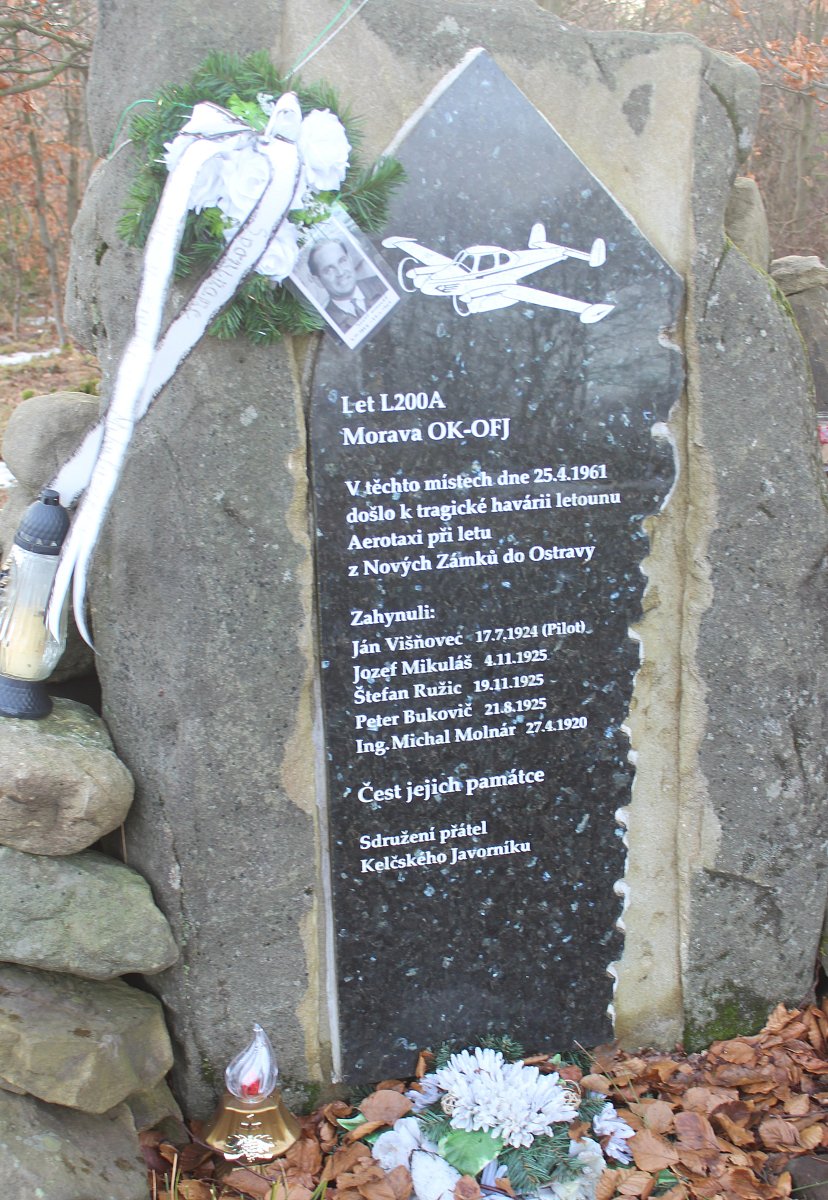 Let L200A
Morava OK-OFJ
V těchto místech dne 25.4.1961
došlo k tragické havárii letounu
Aerotaxi při letu
z Nových Zámků do Ostravy
Zahynuli:
Ján Višňovec 17.7.1924 (Pilot)
Jozef Mikuláš 4.11.1925
Štefan Ružic 19.11.1925
Peter Bukovič 21.8.1925
Ing. Michal Molnár 27.4.1920
Čest jejich památce
Sdružení přátel
Kelčského Javorníku